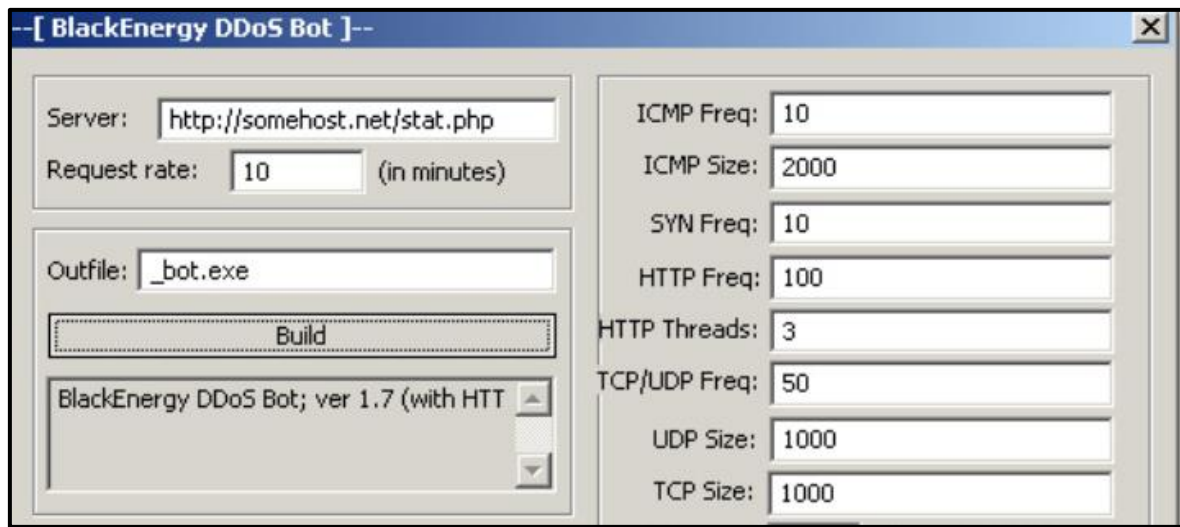 --[ BlackEnergy DDoS Bot ]--
Server: http://somehost.net/stat.php
Request rate: 10 (in minutes)
Outfile: _bot.exe
Build
BlackEnergy DDoS Bot; ver 1.7 (with HTT
ICMP Freq: 10
ICMP Size: 2000
SYN Freq: 10
HTTP Freq: 100
HTTP Threads: 3
TCP/UDP Freq: 50
UDP Size: 1000
TCP Size: 1000